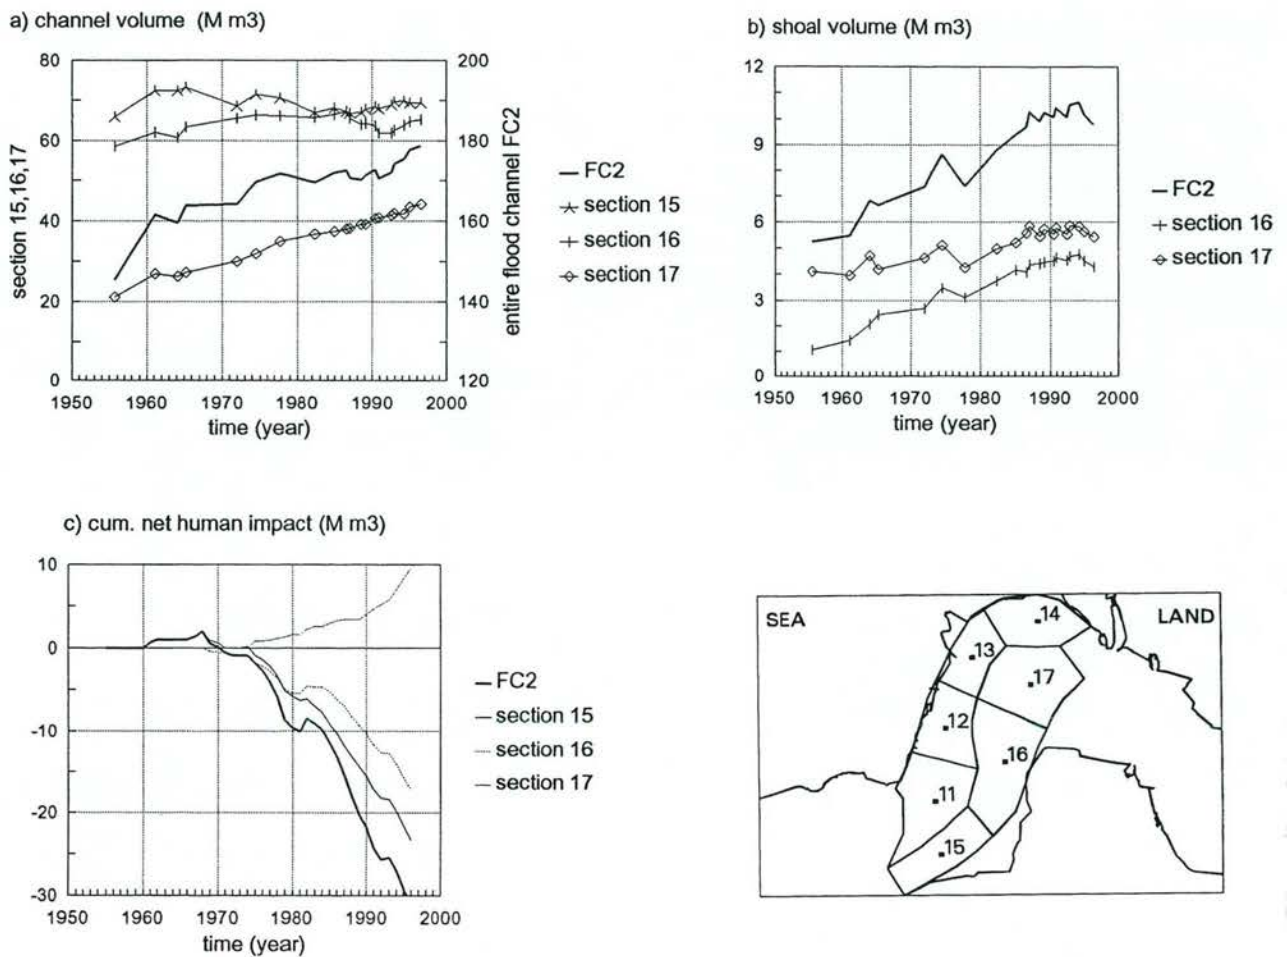 a) channel volume (M m3)
80
60
40
20
0
section 15,16,17
200
180
160
140
120
entire flood channel FC2
1950 1960 1970 1980 1990 2000
time (year)
FC2
section 15
section 16
section 17
b) shoal volume (M m3)
12
9
6
3
0
1950 1960 1970 1980 1990 2000
time (year)
FC2
section 16
section 17
c) cum. net human impact (M m3)
10
0
-10
-20
-30
1950 1960 1970 1980 1990 2000
time (year)
FC2
section 15
section 16
section 17
SEA
LAND
14
13
17
12
16
11
15